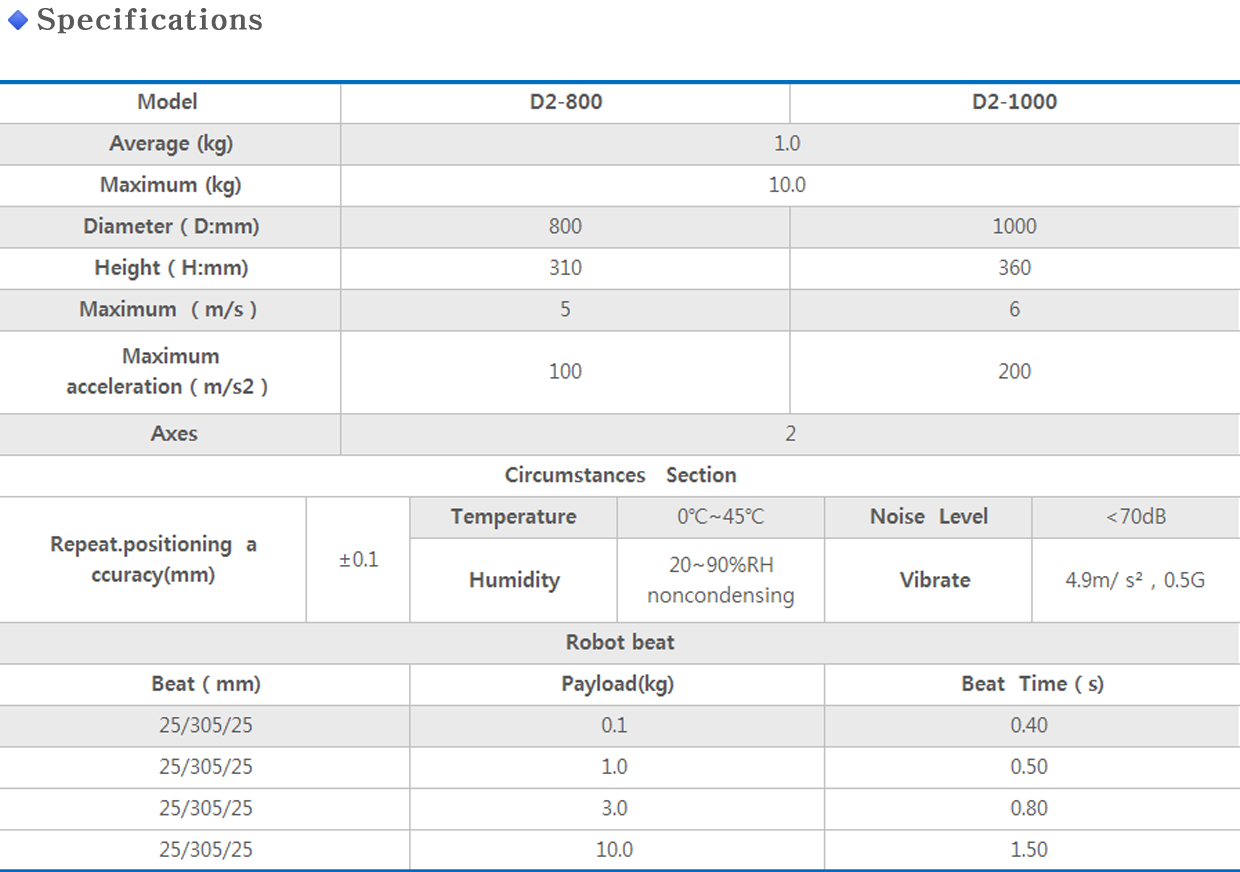 Specifications
Model D2-800 D2-1000
Average (kg) 1.0
Maximum (kg) 10.0
Diameter ( D:mm) 800 1000
Height ( H:mm) 310 360
Maximum ( m/s ) 5 6
Maximum
acceleration ( m/s2 ) 100 200
Axes 2
Circumstances Section
Repeat.positioning a
ccuracy(mm)
±0.1
Temperature 0℃~45℃ Noise Level <70dB
Humidity
20~90%RH
noncondensing
Vibrate 4.9m/ s² , 0.5G
Robot beat
Beat ( mm) Payload(kg) Beat Time ( s)
25/305/25 0.1 0.40
25/305/25 1.0 0.50
25/305/25 3.0 0.80
25/305/25 10.0 1.50